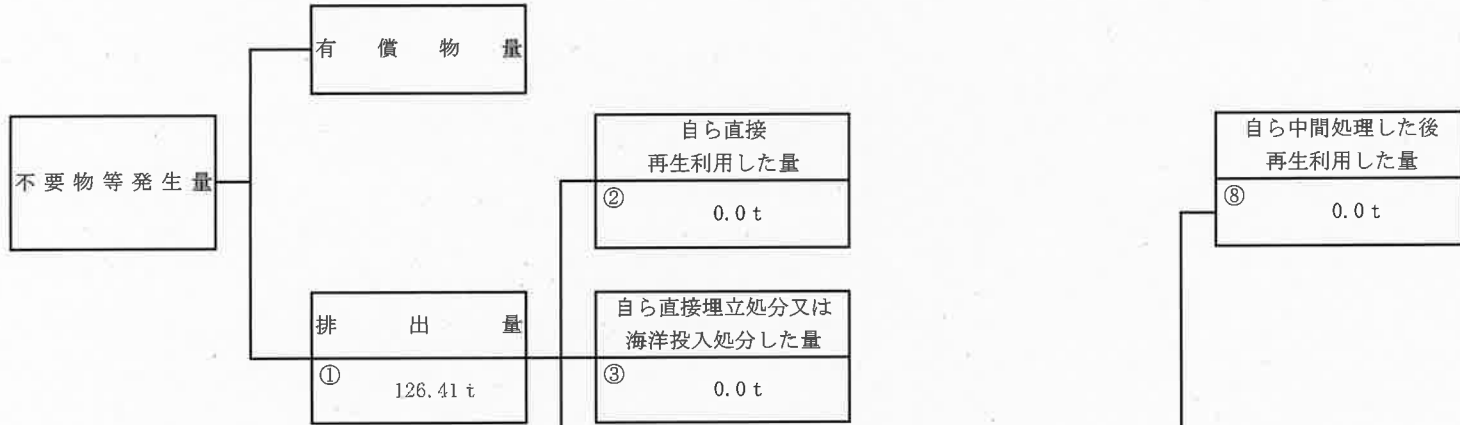 有償物量
不要物等発生量
自ら直接
再生利用した量
② 0.0 t
自ら中間処理した後
再生利用した量
⑧ 0.0 t
排出量
① 126.41 t
自ら直接埋立処分又は
海洋投入処分した量
③ 0.0 t